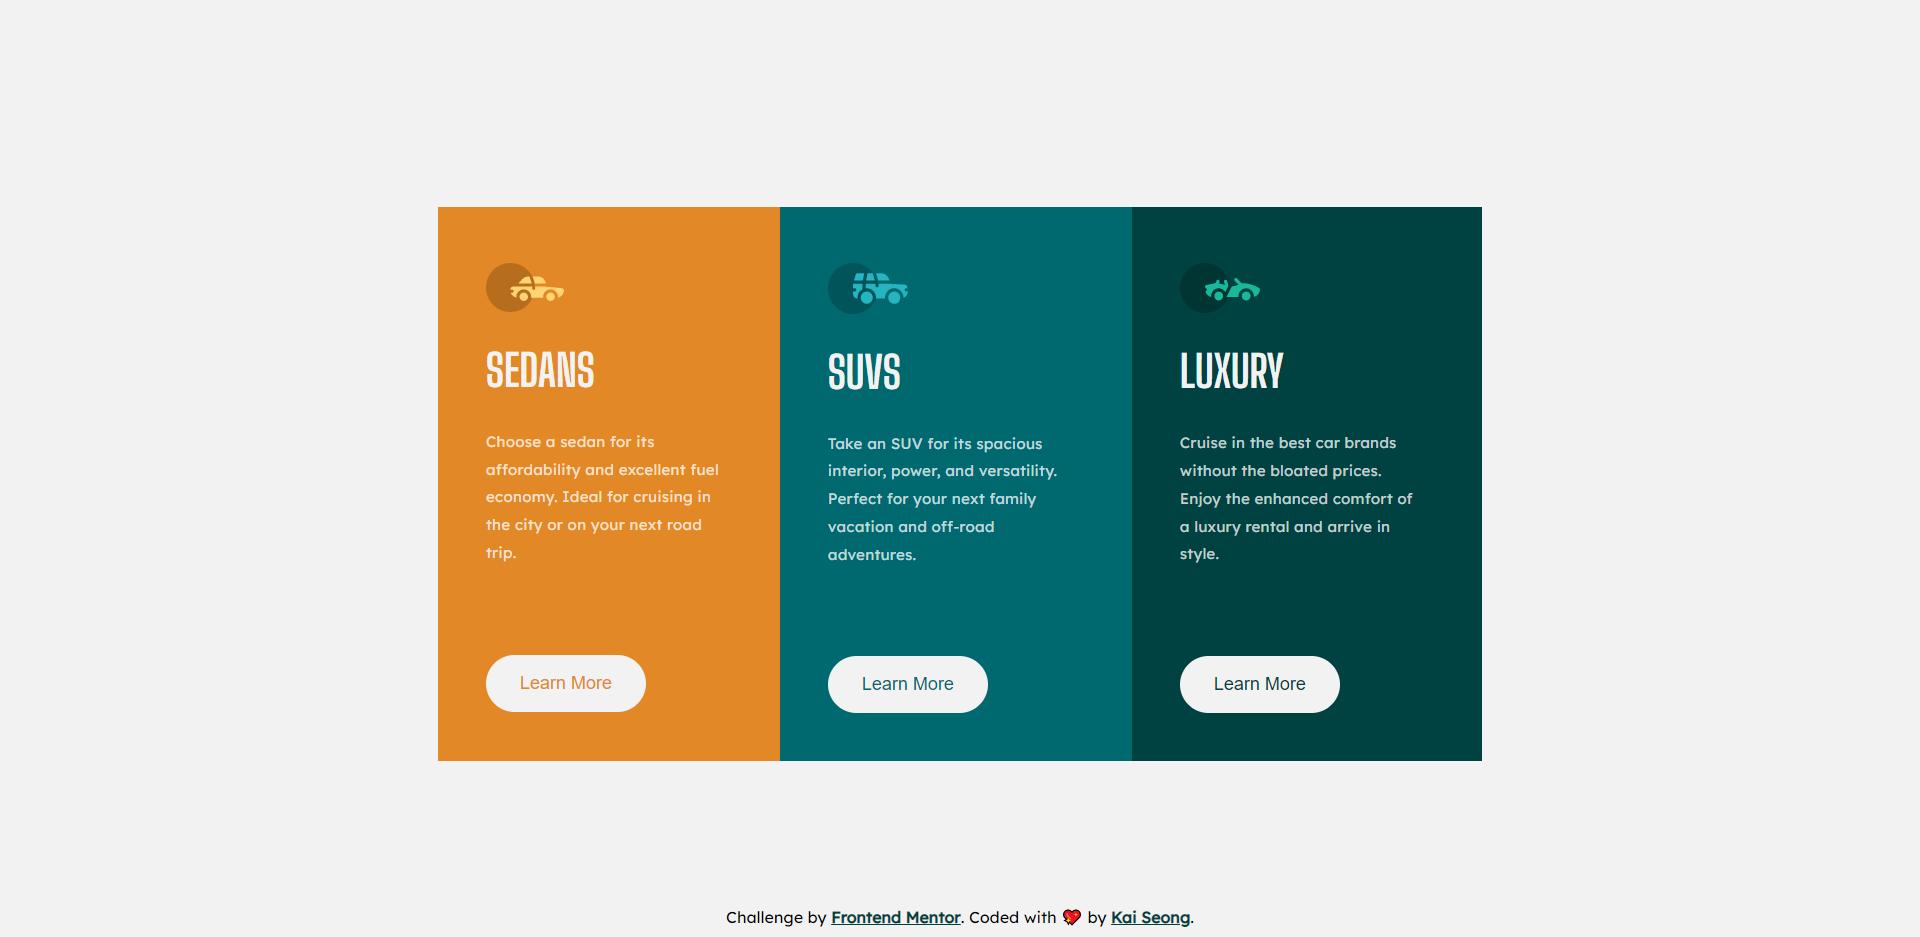 SEDANS
Choose a sedan for its
affordability and excellent fuel
economy. Ideal for cruising in
the city or on your next road
trip.
Learn More
SUVS
Take an SUV for its spacious
interior, power, and versatility.
Perfect for your next family
vacation and off-road
adventures.
Learn More
LUXURY
Cruise in the best car brands
without the bloated prices.
Enjoy the enhanced comfort of
a luxury rental and arrive in
style.
Learn More
Challenge by Frontend Mentor. Coded with 💖 by Kai Seong.